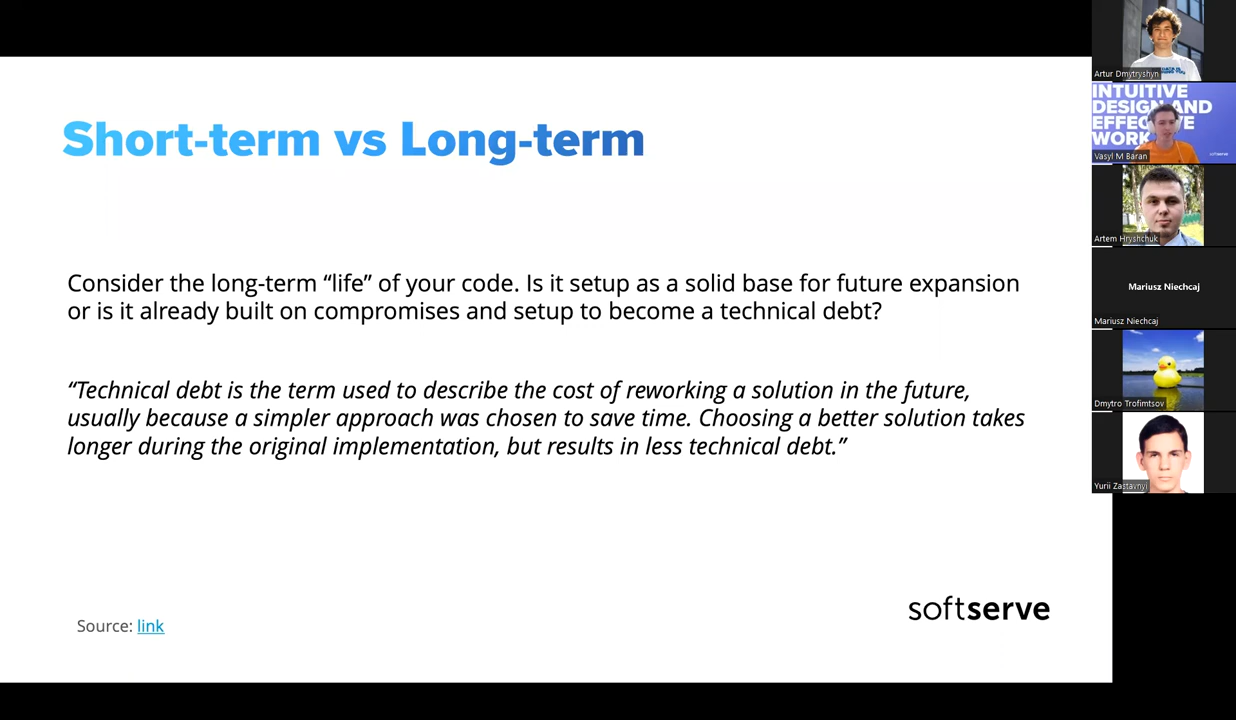 Short-term vs Long-term
Consider the long-term “life” of your code. Is it setup as a solid base for future expansion
or is it already built on compromises and setup to become a technical debt?
“Technical debt is the term used to describe the cost of reworking a solution in the future,
usually because a simpler approach was chosen to save time. Choosing a better solution takes
longer during the original implementation, but results in less technical debt.”
Source: link
softserve
Artur Dmytryshyn
INTUITIVE
DESIGN AND
EFFECTIVE
WORK
softserve
Vasyl M Baran
Artem Hryshchuk
Mariusz Niechcaj
Mariusz Niechcaj
Dmytro Trofimtsov
Yurii Zastavnyi